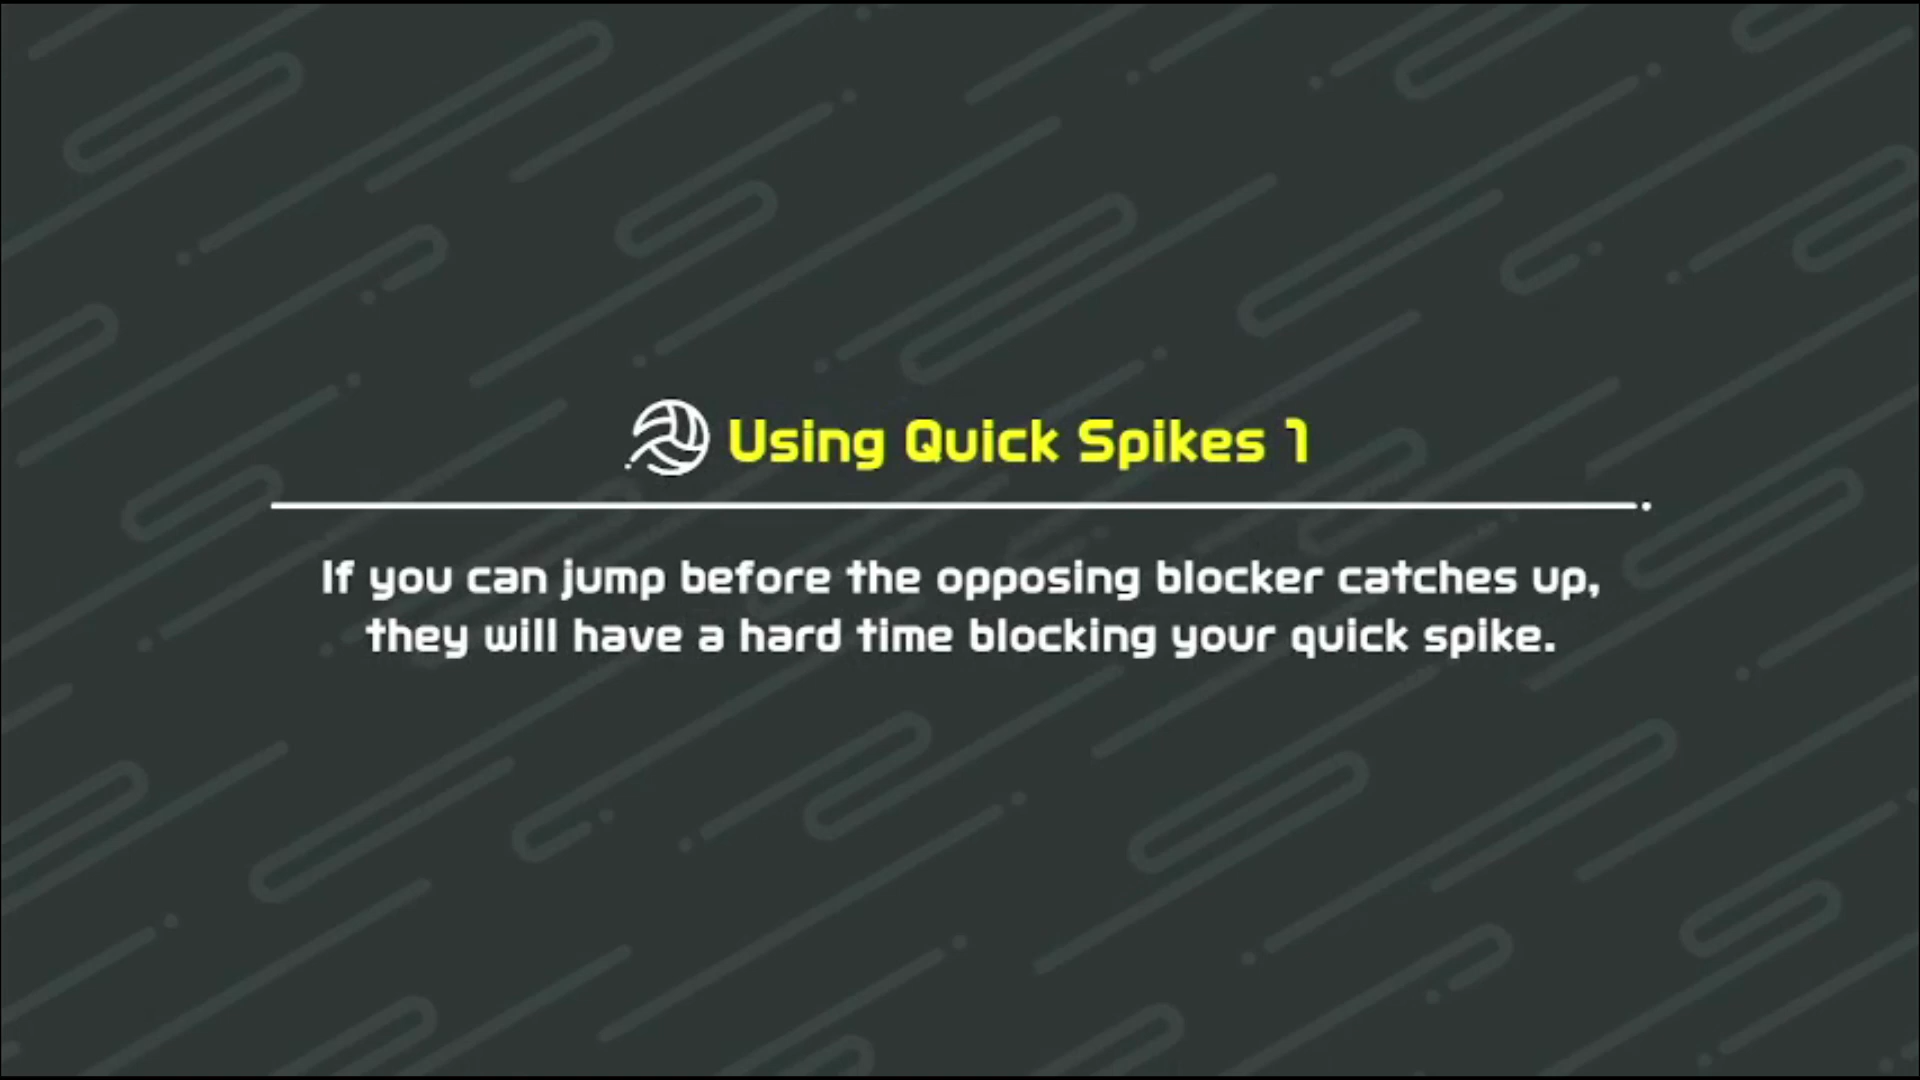 Using Quick Spikes 1
If you can jump before the opposing blocker catches up,
they will have a hard time blocking your quick spike.